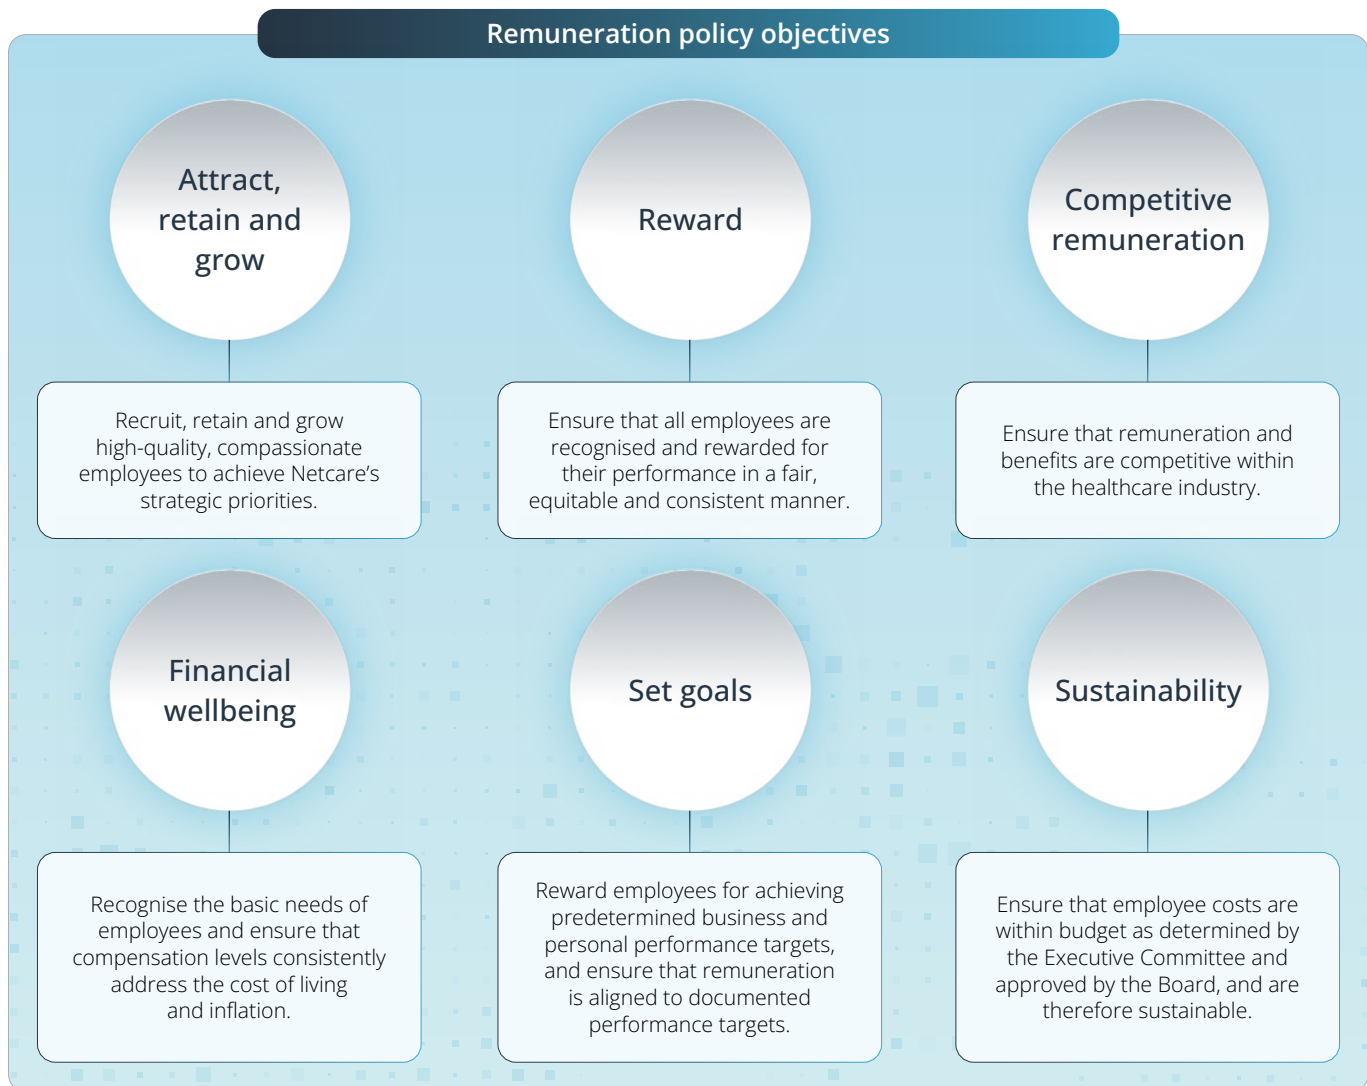 Remuneration policy objectives
Attract,
retain and
grow
Recruit, retain and grow
high-quality, compassionate
employees to achieve Netcare’s
strategic priorities.
Reward
Ensure that all employees are
recognised and rewarded for
their performance in a fair,
equitable and consistent manner.
Competitive
remuneration
Ensure that remuneration and
benefits are competitive within
the healthcare industry.
Financial
wellbeing
Recognise the basic needs of
employees and ensure that
compensation levels consistently
address the cost of living
and inflation.
Set goals
Reward employees for achieving
predetermined business and
personal performance targets,
and ensure that remuneration
is aligned to documented
performance targets.
Sustainability
Ensure that employee costs are
within budget as determined by
the Executive Committee and
approved by the Board, and are
therefore sustainable.